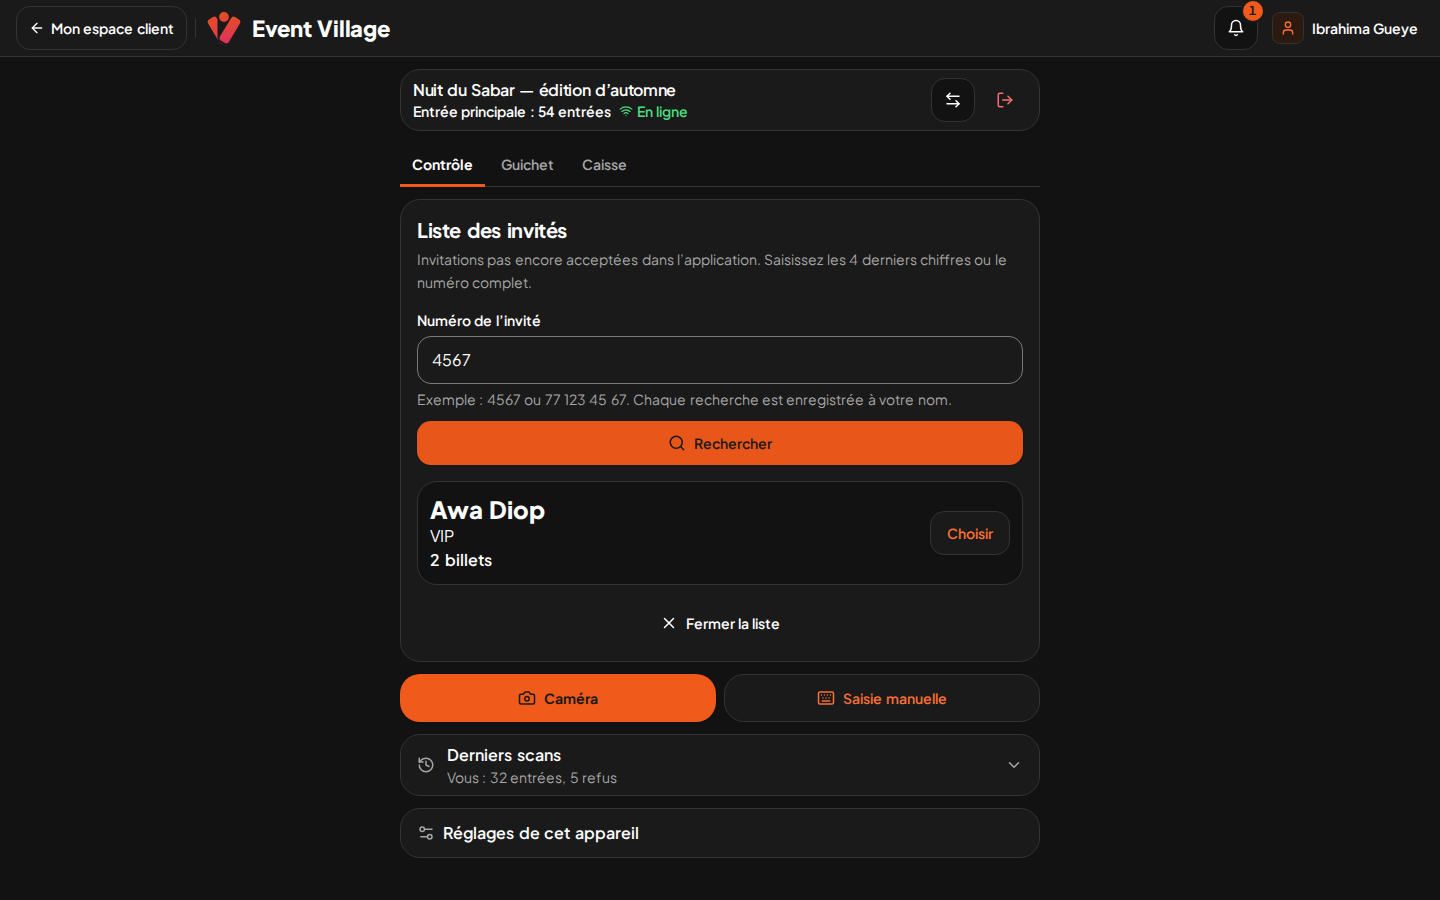 Mon espace client
Event Village
1
Ibrahima Gueye
Nuit du Sabar — édition d’automne
Entrée principale : 54 entrées En ligne
Contrôle Guichet Caisse
Liste des invités
Invitations pas encore acceptées dans l’application. Saisissez les 4 derniers chiffres ou le
numéro complet.
Numéro de l’invité
4567
Exemple : 4567 ou 77 123 45 67. Chaque recherche est enregistrée à votre nom.
Rechercher
Awa Diop
VIP
2 billets
Choisir
Fermer la liste
Caméra
Saisie manuelle
Derniers scans
Vous : 32 entrées, 5 refus
Réglages de cet appareil